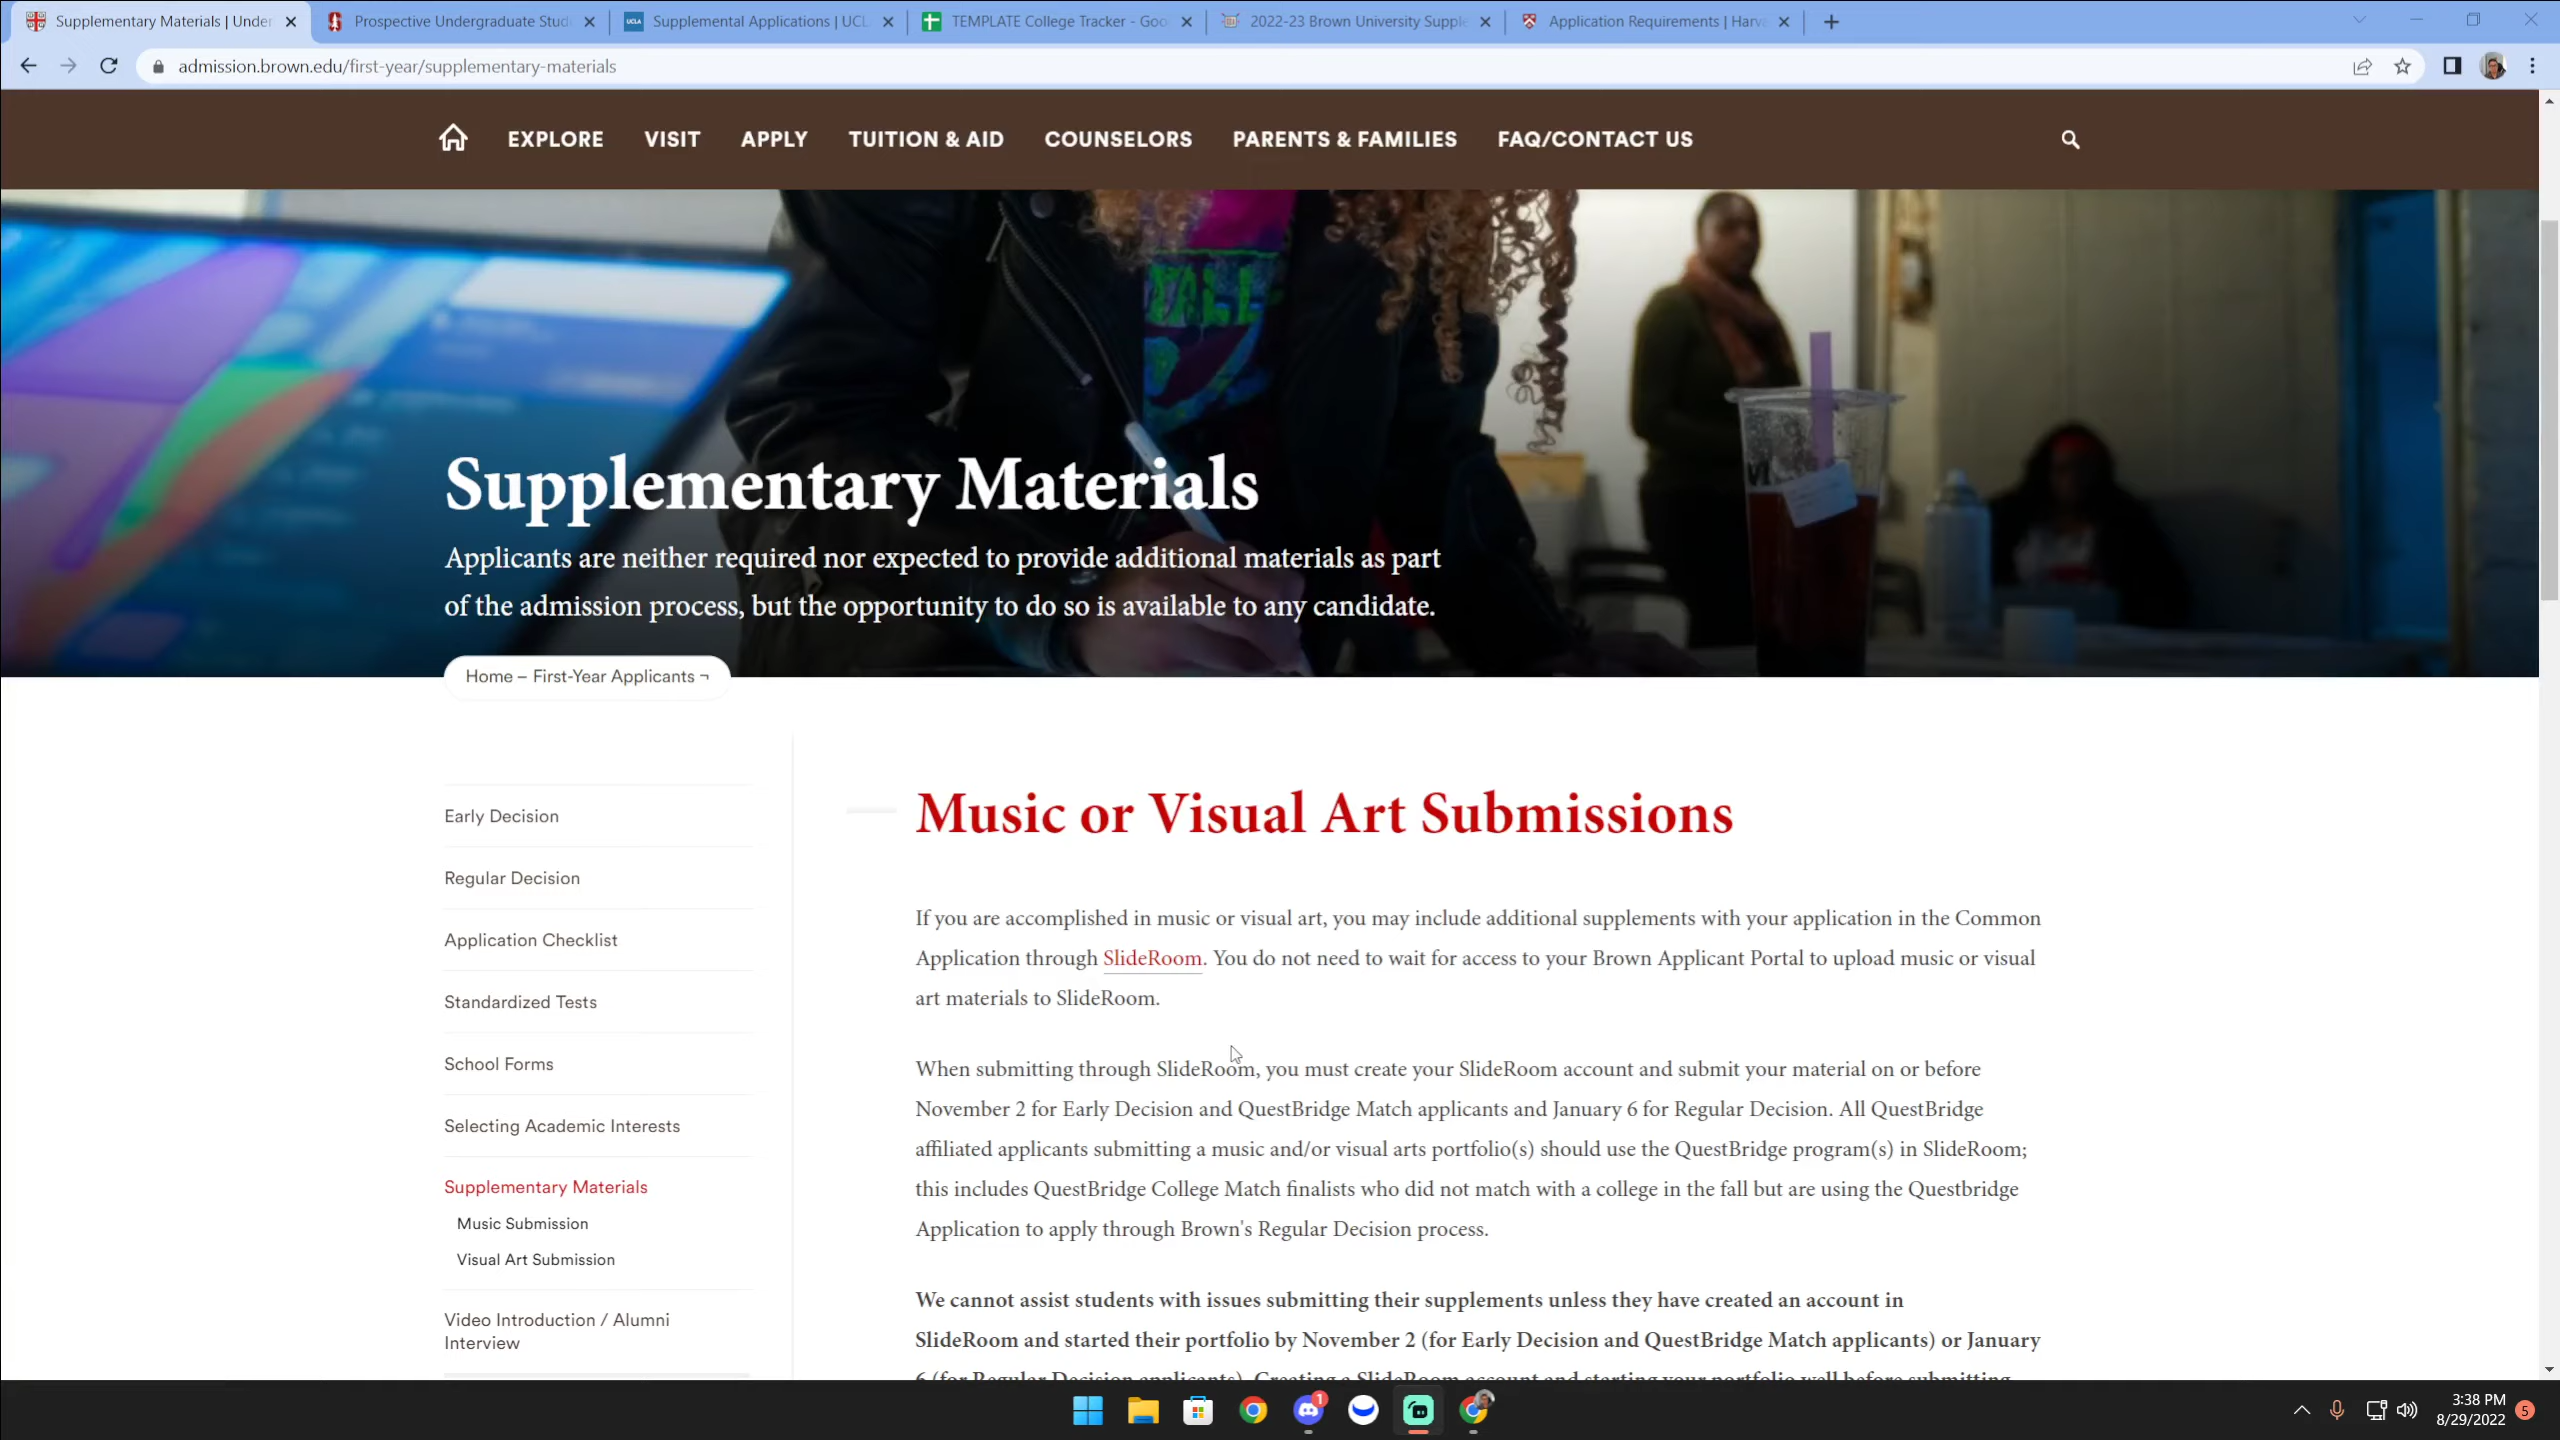 Supplementary Materials | Under
Prospective Undergraduate Stud
UCLA
Supplemental Applications | UCL
TEMPLATE College Tracker - Goo
2022-23 Brown University Supple
Application Requirements | Harva
admission.brown.edu/first-year/supplementary-materials
EXPLORE
VISIT
APPLY
TUITION & AID
COUNSELORS
PARENTS & FAMILIES
FAQ/CONTACT US
Supplementary Materials
Applicants are neither required nor expected to provide additional materials as part
of the admission process, but the opportunity to do so is available to any candidate.
Home – First-Year Applicants ¬
Early Decision
Regular Decision
Application Checklist
Standardized Tests
School Forms
Selecting Academic Interests
Supplementary Materials
Music Submission
Visual Art Submission
Video Introduction / Alumni
Interview
Music or Visual Art Submissions
If you are accomplished in music or visual art, you may include additional supplements with your application in the Common
Application through SlideRoom. You do not need to wait for access to your Brown Applicant Portal to upload music or visual
art materials to SlideRoom.
When submitting through SlideRoom, you must create your SlideRoom account and submit your material on or before
November 2 for Early Decision and QuestBridge Match applicants and January 6 for Regular Decision. All QuestBridge
affiliated applicants submitting a music and/or visual arts portfolio(s) should use the QuestBridge program(s) in SlideRoom;
this includes QuestBridge College Match finalists who did not match with a college in the fall but are using the Questbridge
Application to apply through Brown's Regular Decision process.
We cannot assist students with issues submitting their supplements unless they have created an account in
SlideRoom and started their portfolio by November 2 (for Early Decision and QuestBridge Match applicants) or January
6 (for Regular Decision applicants). Creating a SlideRoom account and starting your portfolio well before submitting
1
3:38 PM
8/29/2022
5